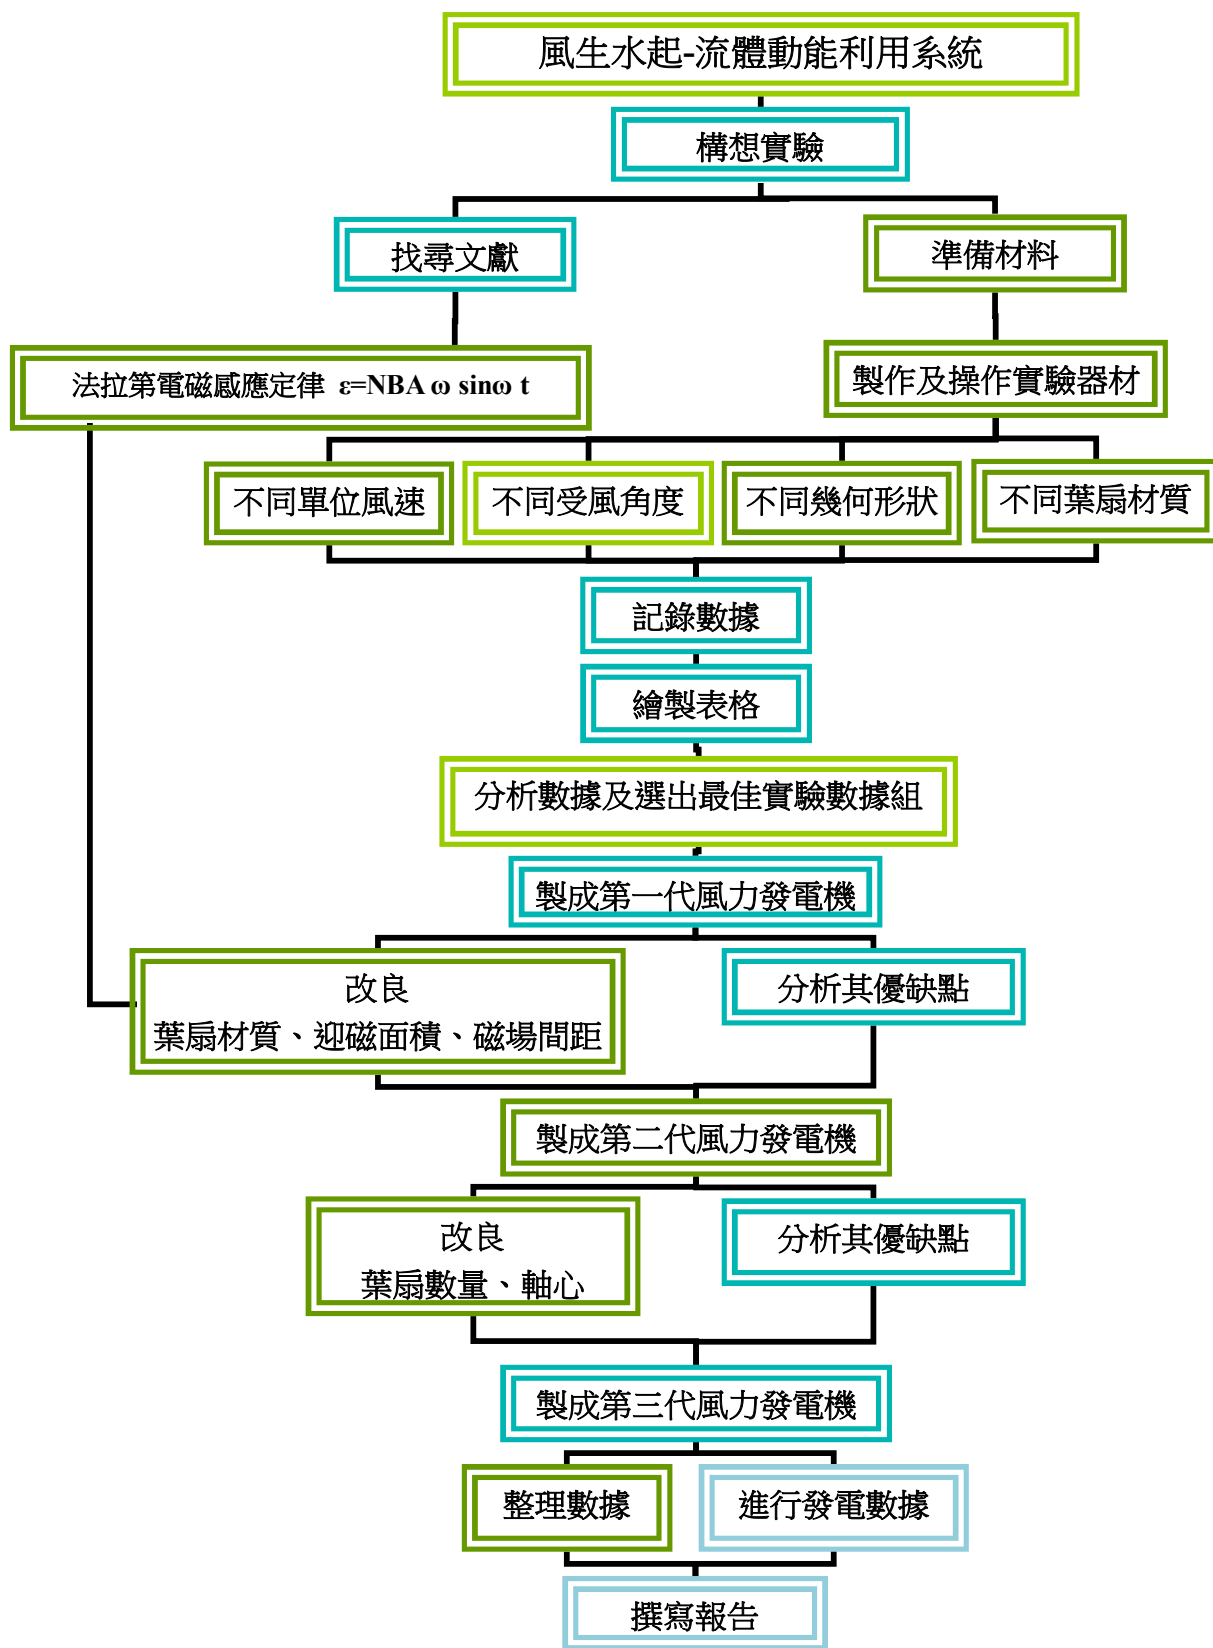 風生水起-流體動能利用系統
構想實驗
找尋文獻
準備材料
法拉第電磁感應定律 ε=NBA ω sinω t
製作及操作實驗器材
不同單位風速
不同受風角度
不同幾何形狀
不同葉扇材質
記錄數據
繪製表格
分析數據及選出最佳實驗數據組
製成第一代風力發電機
改良
葉扇材質、迎磁面積、磁場間距
分析其優缺點
製成第二代風力發電機
改良
葉扇數量、軸心
分析其優缺點
製成第三代風力發電機
整理數據
進行發電數據
撰寫報告